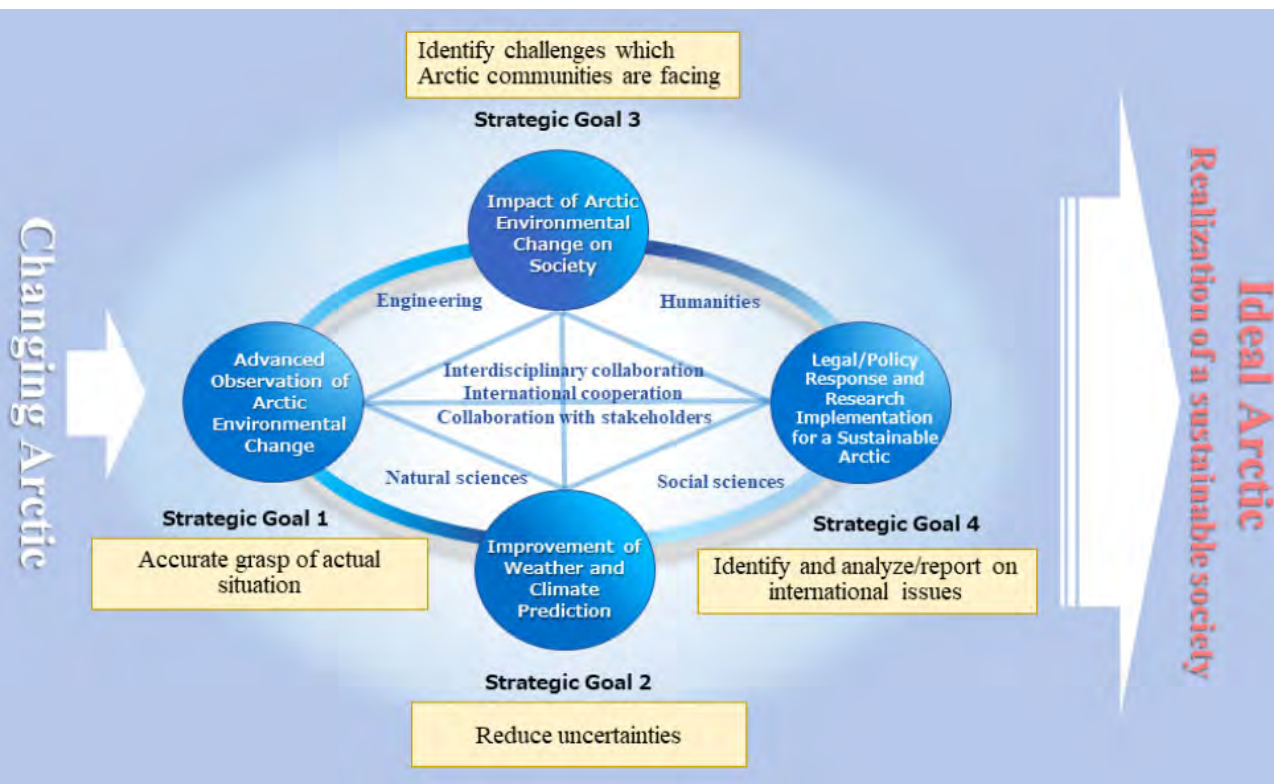 Identify challenges which
Arctic communities are facing
Strategic Goal 3
Impact of Arctic
Environmental
Change on
Society
Changing Arctic
Engineering
Humanities
Advanced
Observation of
Arctic
Environmental
Change
Interdisciplinary collaboration
International cooperation
Collaboration with stakeholders
Legal/Policy
Response and
Research
Implementation
for a Sustainable
Arctic
Natural sciences
Social sciences
Strategic Goal 1
Accurate grasp of actual
situation
Improvement of
Weather and
Climate
Prediction
Strategic Goal 4
Identify and analyze/report on
international issues
Strategic Goal 2
Reduce uncertainties
Ideal Arctic
Realization of a sustainable society